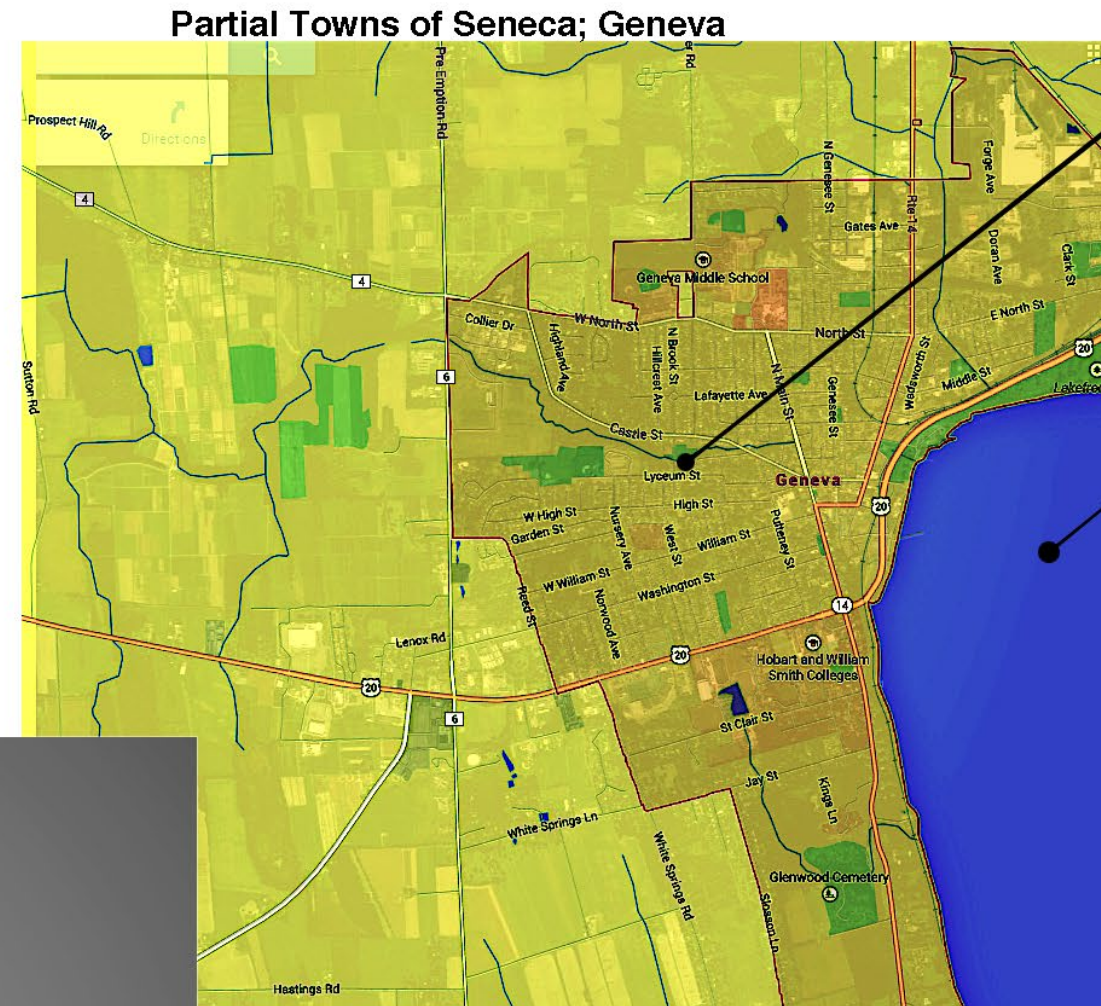 Partial Towns of Seneca; Geneva
Pre-Emption Rd
er Rd
Prospect Hill Rd
Directions
N Genesee St
Forge Ave
4
Rte 14
Gates Ave
Doran Ave
Clark St
Geneva Middle School
4
E North St
Collier Dr
W North St
North St
Highland Ave
N Brook St
Hillcrest Ave
Wadsworth St
20
Sutton Rd
6
N Main St
Genesee St
Middle St
Lakefro
Lafayette Ave
Castle St
Lyceum St
Geneva
High St
20
W High St
Garden St
Nursery Ave
West St
William St
Pulteney St
W William St
Washington St
Reed St
Norwood Ave
14
Lenox Rd
20
Hobart and William
Smith Colleges
20
6
St Clair St
Jay St
Kings Ln
White Springs Ln
White Springs Rd
Glenwood Cemetery
Slosson Ln
Hastings Rd